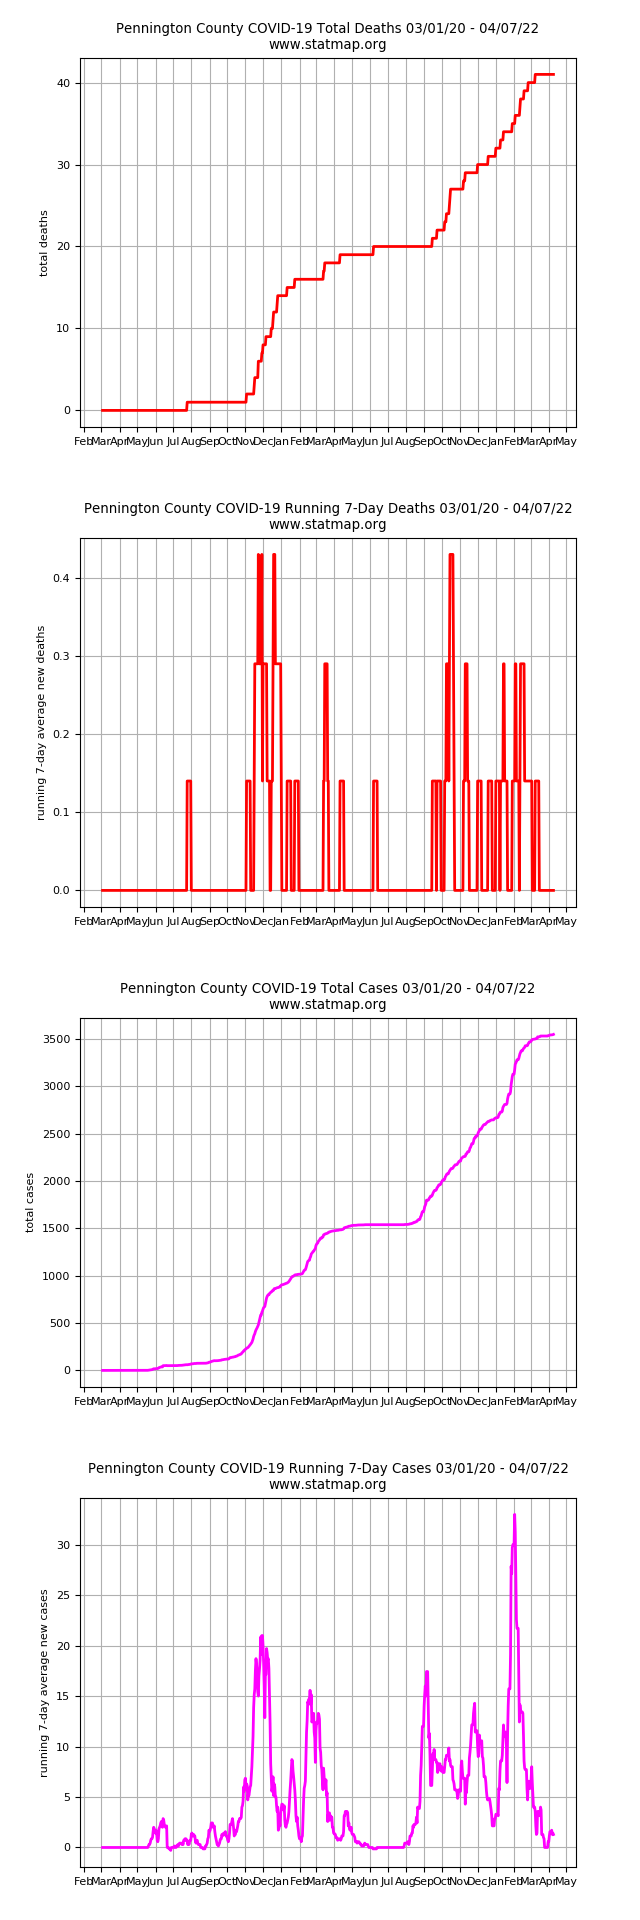 Pennington County COVID-19 Total Deaths 03/01/20 - 04/07/22
www.statmap.org
40
30
20
10
0
total deaths
Feb Mar Apr May Jun Jul Aug Sep Oct Nov Dec Jan Feb Mar Apr May Jun Jul Aug Sep Oct Nov Dec Jan Feb Mar Apr May
Pennington County COVID-19 Running 7-Day Deaths 03/01/20 - 04/07/22
www.statmap.org
0.4
0.3
0.2
0.1
0.0
running 7-day average new deaths
Feb Mar Apr May Jun Jul Aug Sep Oct Nov Dec Jan Feb Mar Apr May Jun Jul Aug Sep Oct Nov Dec Jan Feb Mar Apr May
Pennington County COVID-19 Total Cases 03/01/20 - 04/07/22
www.statmap.org
3500
3000
2500
2000
1500
1000
500
0
total cases
Feb Mar Apr May Jun Jul Aug Sep Oct Nov Dec Jan Feb Mar Apr May Jun Jul Aug Sep Oct Nov Dec Jan Feb Mar Apr May
Pennington County COVID-19 Running 7-Day Cases 03/01/20 - 04/07/22
www.statmap.org
30
25
20
15
10
5
0
running 7-day average new cases
Feb Mar Apr May Jun Jul Aug Sep Oct Nov Dec Jan Feb Mar Apr May Jun Jul Aug Sep Oct Nov Dec Jan Feb Mar Apr May